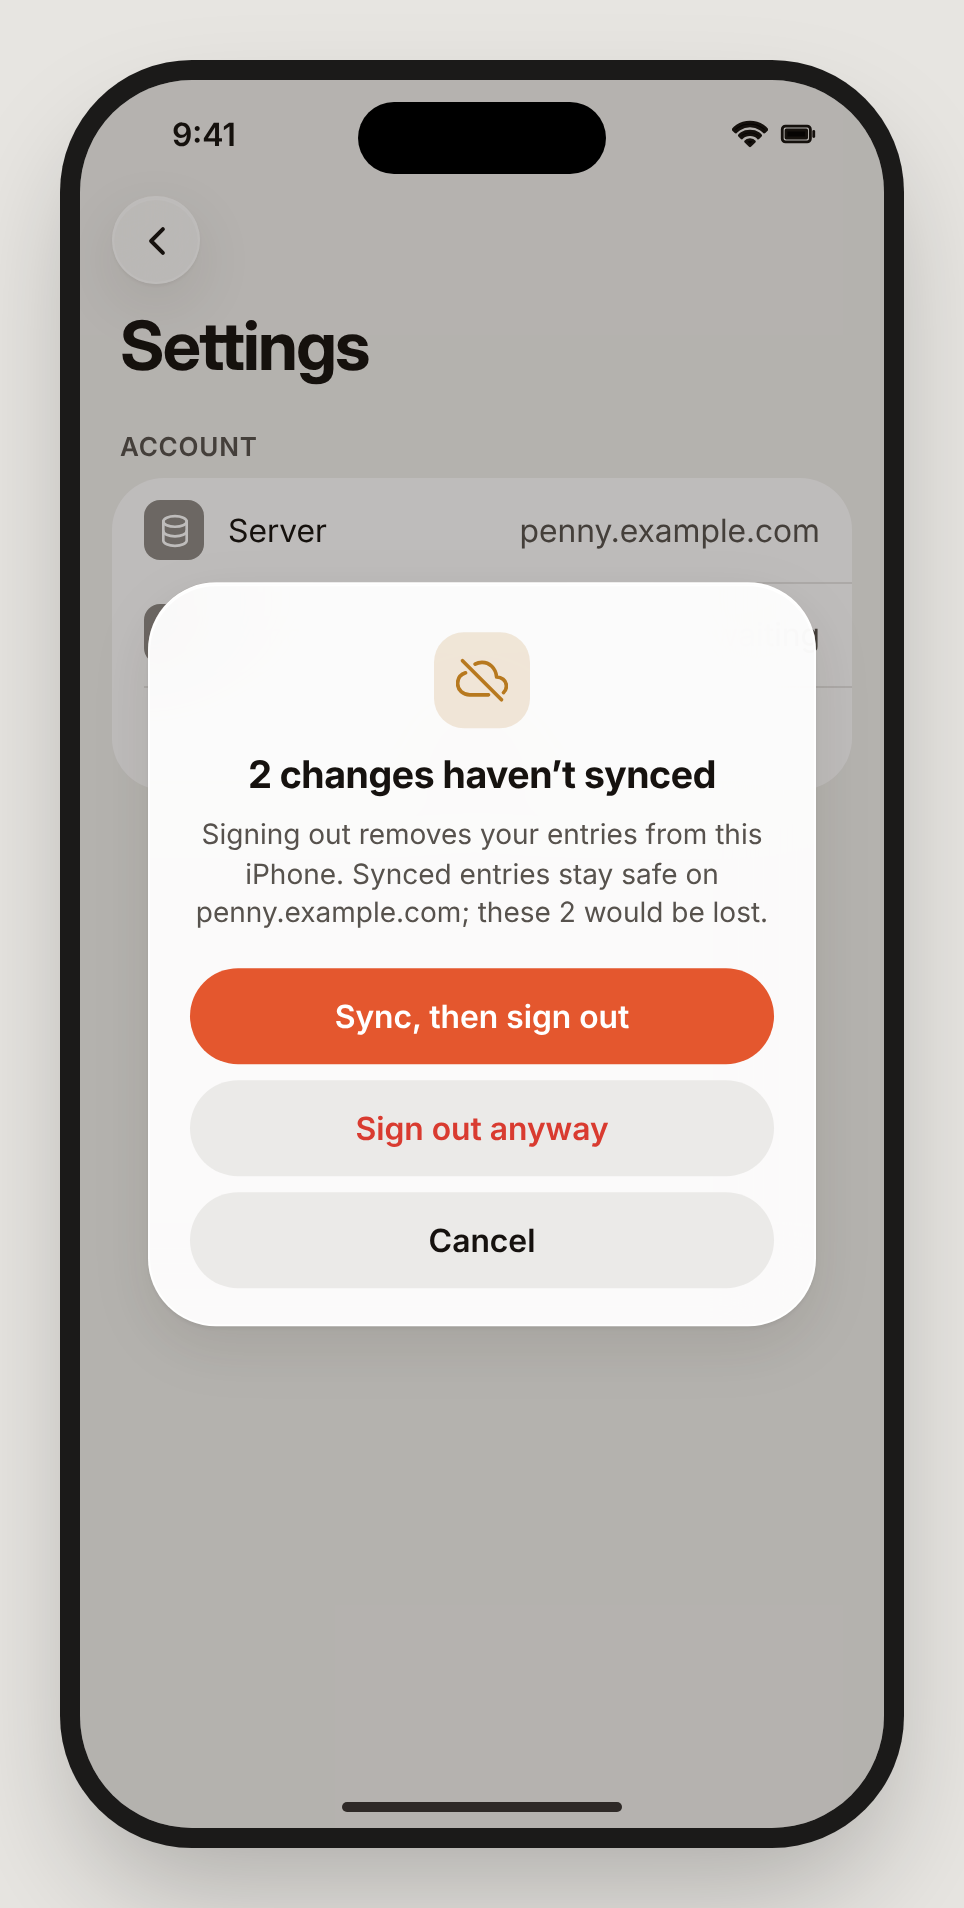 9:41
Settings
ACCOUNT
Server penny.example.com
2 changes haven’t synced
Signing out removes your entries from this
iPhone. Synced entries stay safe on
penny.example.com; these 2 would be lost.
Sync, then sign out
Sign out anyway
Cancel